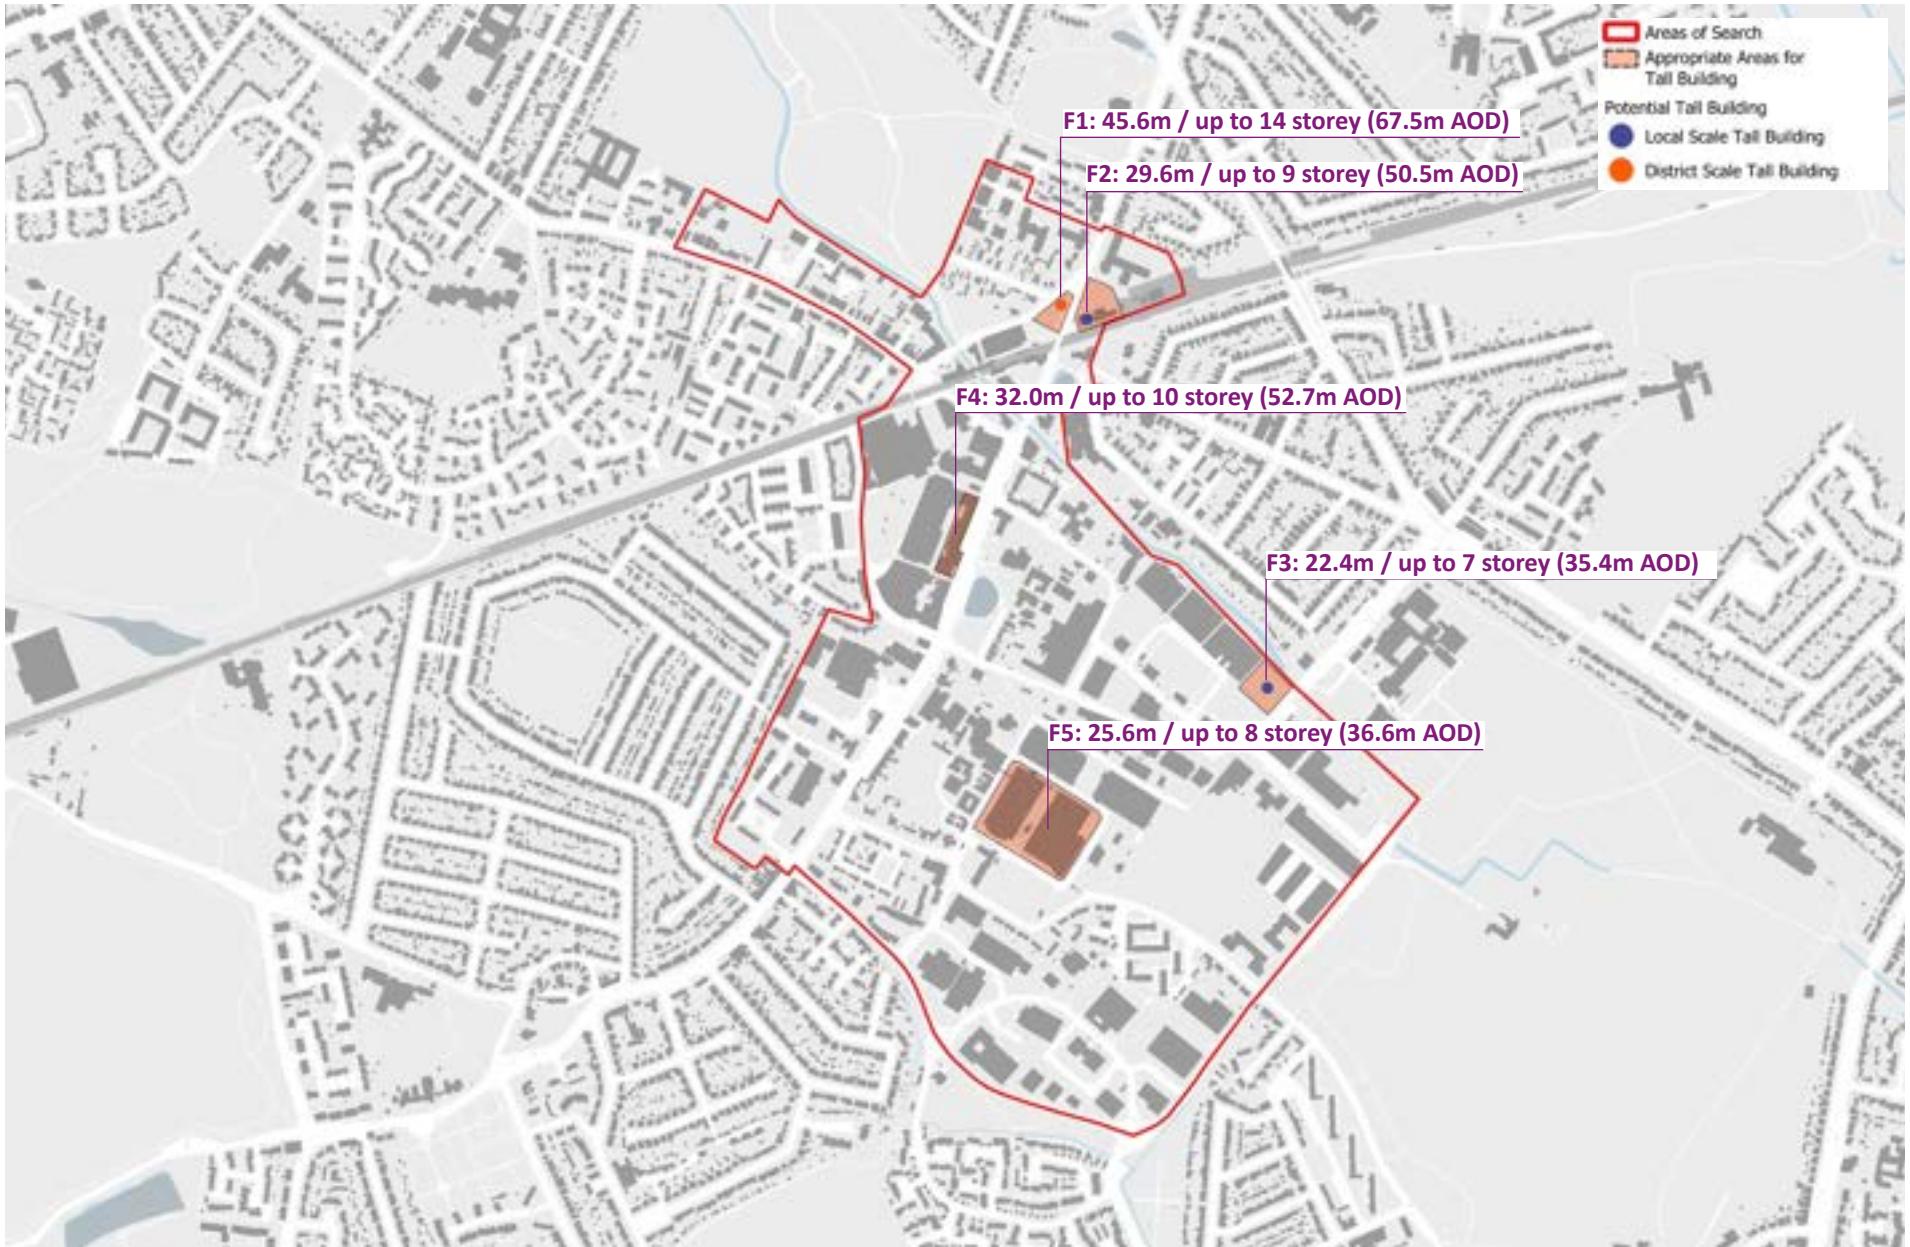 Areas of Search
Appropriate Areas for
Tall Building
Potential Tall Building
Local Scale Tall Building
District Scale Tall Building
F1: 45.6m / up to 14 storey (67.5m AOD)
F2: 29.6m / up to 9 storey (50.5m AOD)
F4: 32.0m / up to 10 storey (52.7m AOD)
F3: 22.4m / up to 7 storey (35.4m AOD)
F5: 25.6m / up to 8 storey (36.6m AOD)